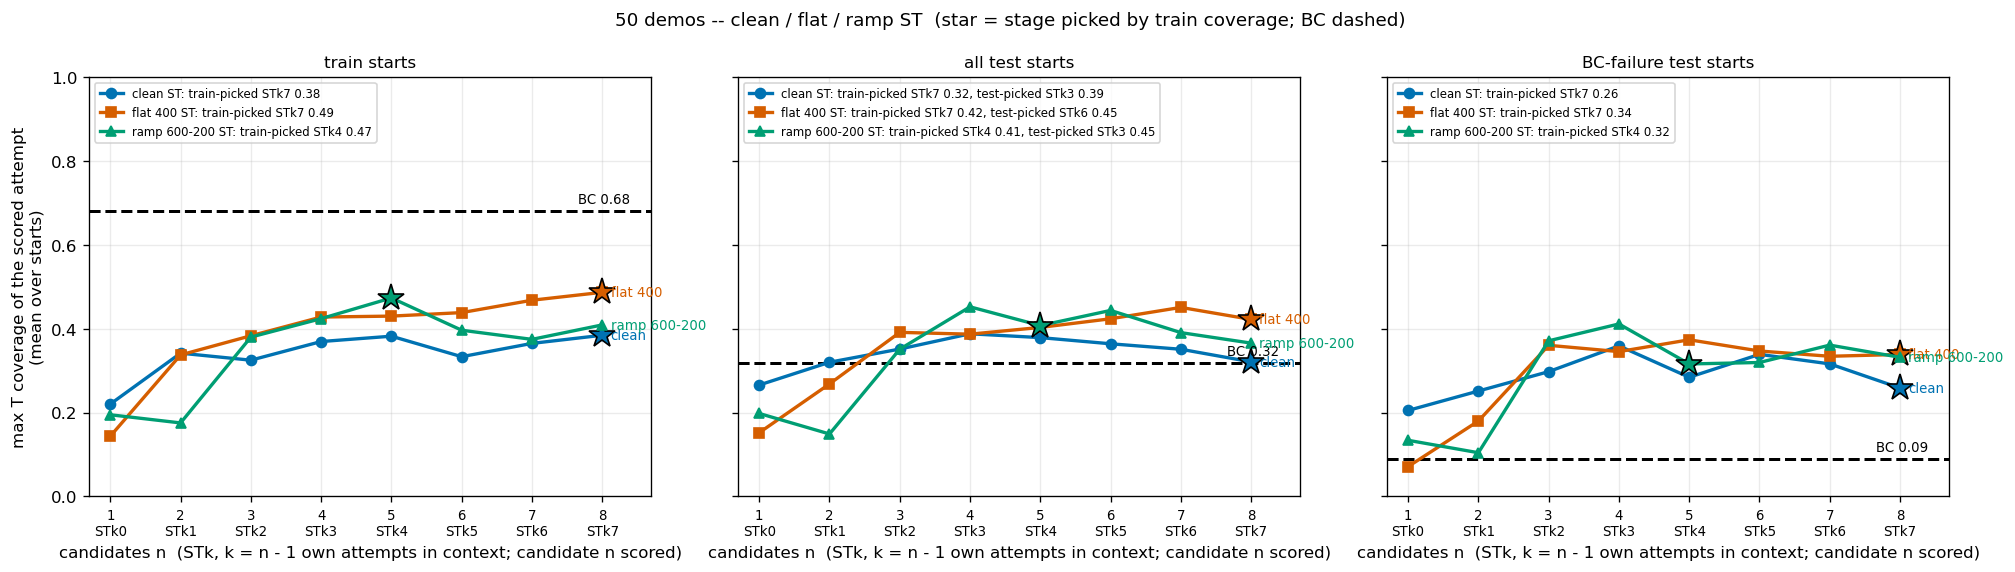 50 demos -- clean / flat / ramp ST  (star = stage picked by train coverage; BC dashed)
train starts
clean ST: train-picked STk7 0.38
flat 400 ST: train-picked STk7 0.49
ramp 600-200 ST: train-picked STk4 0.47
BC 0.68
flat 400
ramp 600-200
clean
1.0
0.8
0.6
0.4
0.2
0.0
max T coverage of the scored attempt
(mean over starts)
1 2 3 4 5 6 7 8
STk0 STk1 STk2 STk3 STk4 STk5 STk6 STk7
candidates n  (STk, k = n - 1 own attempts in context; candidate n scored)
all test starts
clean ST: train-picked STk7 0.32, test-picked STk3 0.39
flat 400 ST: train-picked STk7 0.42, test-picked STk6 0.45
ramp 600-200 ST: train-picked STk4 0.41, test-picked STk3 0.45
flat 400
ramp 600-200
BC 0.32
clean
1 2 3 4 5 6 7 8
STk0 STk1 STk2 STk3 STk4 STk5 STk6 STk7
candidates n  (STk, k = n - 1 own attempts in context; candidate n scored)
BC-failure test starts
clean ST: train-picked STk7 0.26
flat 400 ST: train-picked STk7 0.34
ramp 600-200 ST: train-picked STk4 0.32
flat 400
ramp 600-200
clean
BC 0.09
1 2 3 4 5 6 7 8
STk0 STk1 STk2 STk3 STk4 STk5 STk6 STk7
candidates n  (STk, k = n - 1 own attempts in context; candidate n scored)